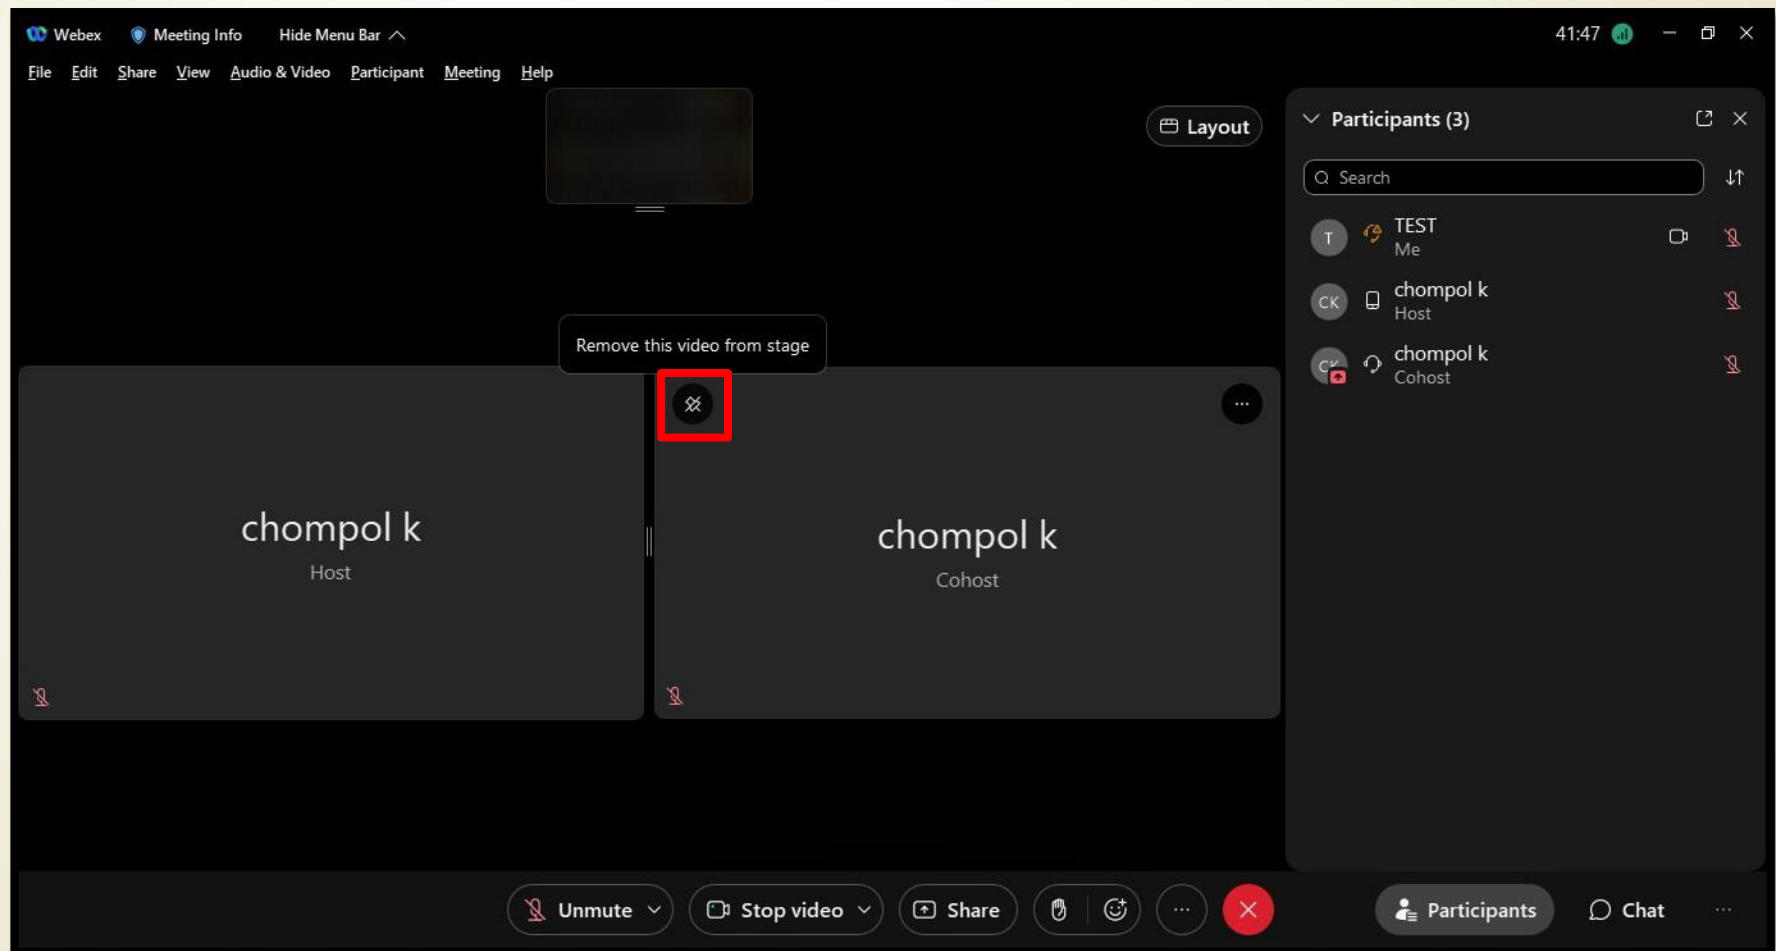 Webex Meeting Info Hide Menu Bar 41:47
File Edit Share View Audio & Video Participant Meeting Help
Layout
Remove this video from stage
chompol k
Host
chompol k
Cohost
Participants (3)
Search
T TEST
Me
CK chompol k
Host
CK chompol k
Cohost
Unmute Stop video Share Participants Chat